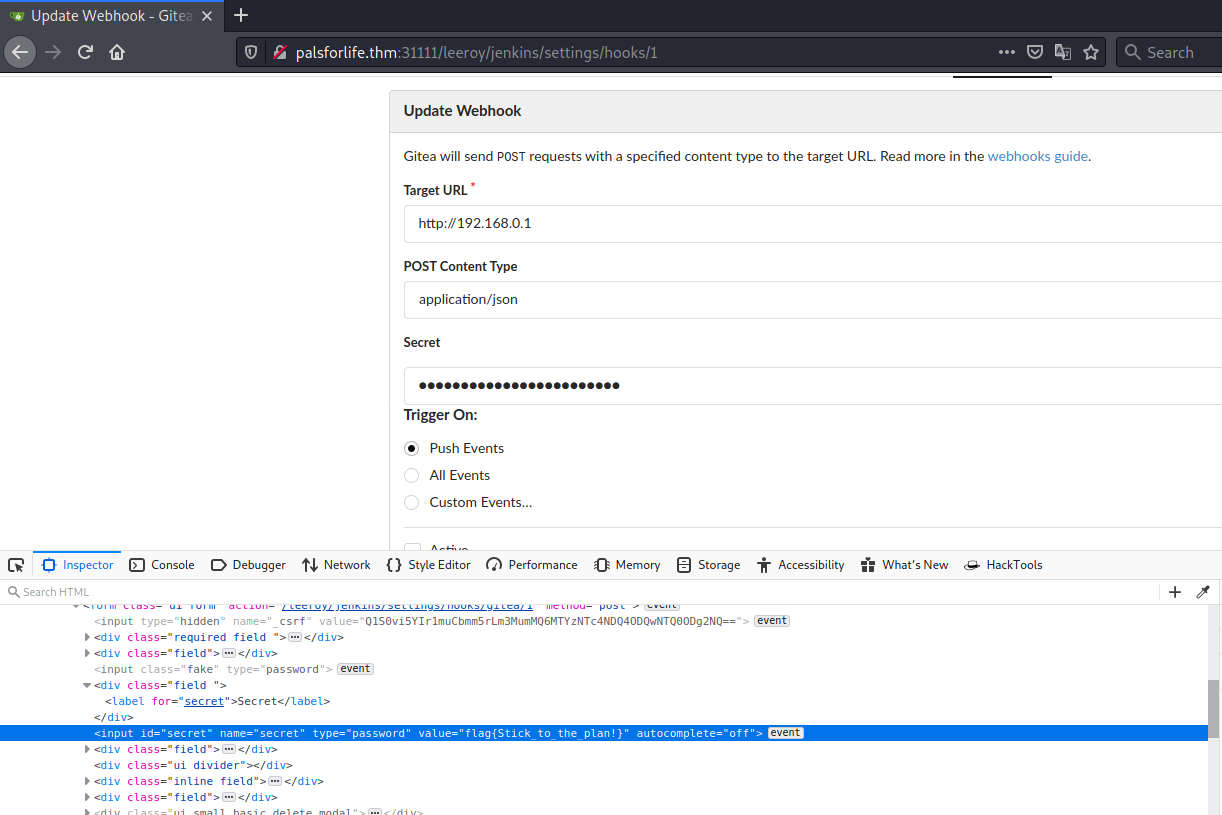 Update Webhook - Gitea
palsforlife.thm:31111/leeroy/jenkins/settings/hooks/1
Search
Update Webhook
Gitea will send POST requests with a specified content type to the target URL. Read more in the webhooks guide.
Target URL *
http://192.168.0.1
POST Content Type
application/json
Secret
••••••••••••••••••••••••
Trigger On:
Push Events
All Events
Custom Events...
Active
Inspector Console Debugger Network Style Editor Performance Memory Storage Accessibility What's New HackTools
Search HTML
<form class="ui form" action="/leeroy/jenkins/settings/hooks/gitea/1" method="post"> event
<input type="hidden" name="_csrf" value="Q1S0vi5YIr1muCbmm5rLm3MumMQ6MTYzNTc4NDQ4ODQwNTQ0ODg2NQ=="> event
<div class="required field "> ••• </div>
<div class="field"> ••• </div>
<input class="fake" type="password"> event
<div class="field ">
<label for="secret">Secret</label>
</div>
<input id="secret" name="secret" type="password" value="flag{Stick_to_the_plan!}" autocomplete="off"> event
<div class="field"> ••• </div>
<div class="ui divider"></div>
<div class="inline field"> ••• </div>
<div class="field"> ••• </div>
<div class="ui small basic delete modal"> ••• </div>